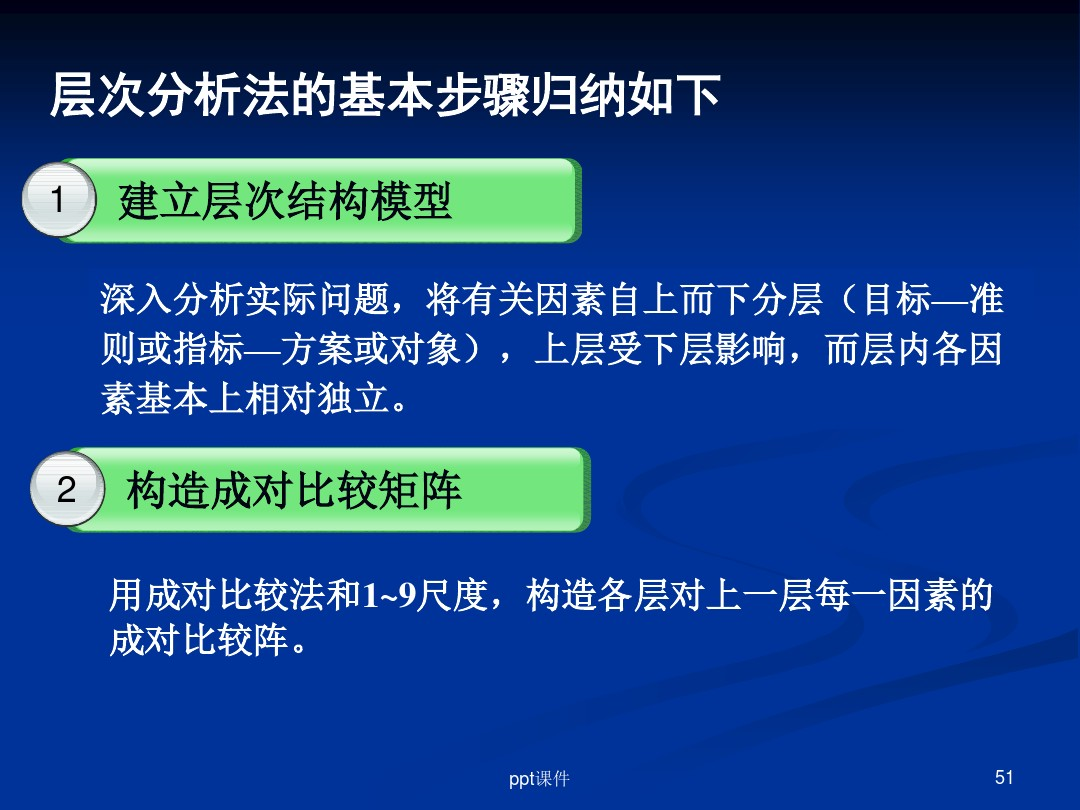 层次分析法的基本步骤归纳如下
1 建立层次结构模型
深入分析实际问题，将有关因素自上而下分层（目标—准
则或指标—方案或对象），上层受下层影响，而层内各因
素基本上相对独立。
2 构造成对比较矩阵
用成对比较法和1~9尺度，构造各层对上一层每一因素的
成对比较阵。
ppt课件 51